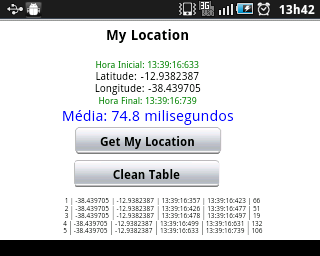 3G
13h42
My Location
Hora Inicial: 13:39:16:633
Latitude: -12.9382387
Longitude: -38.439705
Hora Final: 13:39:16:739
Média: 74.8 milisegundos
Get My Location
Clean Table
1 | -38.439705 | -12.9382387 | 13:39:16:357 | 13:39:16:423 | 66
2 | -38.439705 | -12.9382387 | 13:39:16:426 | 13:39:16:477 | 51
3 | -38.439705 | -12.9382387 | 13:39:16:478 | 13:39:16:497 | 19
4 | -38.439705 | -12.9382387 | 13:39:16:499 | 13:39:16:631 | 132
5 | -38.439705 | -12.9382387 | 13:39:16:633 | 13:39:16:739 | 106